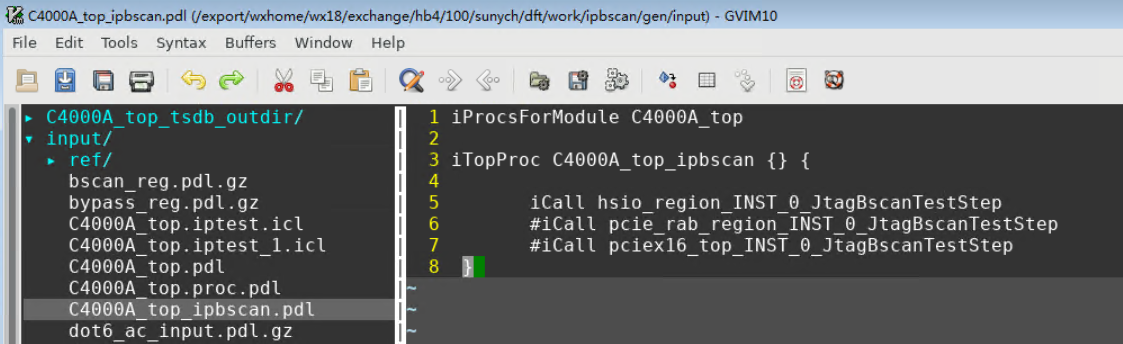 C4000A_top_ipbscan.pdl (/export/wxhome/wx18/exchange/hb4/100/sunych/dft/work/ipbscan/gen/input) - GVIM10
File Edit Tools Syntax Buffers Window Help
▸ C4000A_top_tsdb_outdir/
▾ input/
▸ ref/
bscan_reg.pdl.gz
bypass_reg.pdl.gz
C4000A_top.iptest.icl
C4000A_top.iptest_1.icl
C4000A_top.pdl
C4000A_top.proc.pdl
C4000A_top_ipbscan.pdl
dot6_ac_input.pdl.gz
1 iProcsForModule C4000A_top
2
3 iTopProc C4000A_top_ipbscan {} {
4
5 iCall hsio_region_INST_0_JtagBscanTestStep
6 #iCall pcie_rab_region_INST_0_JtagBscanTestStep
7 #iCall pciex16_top_INST_0_JtagBscanTestStep
8 }
~
~
~